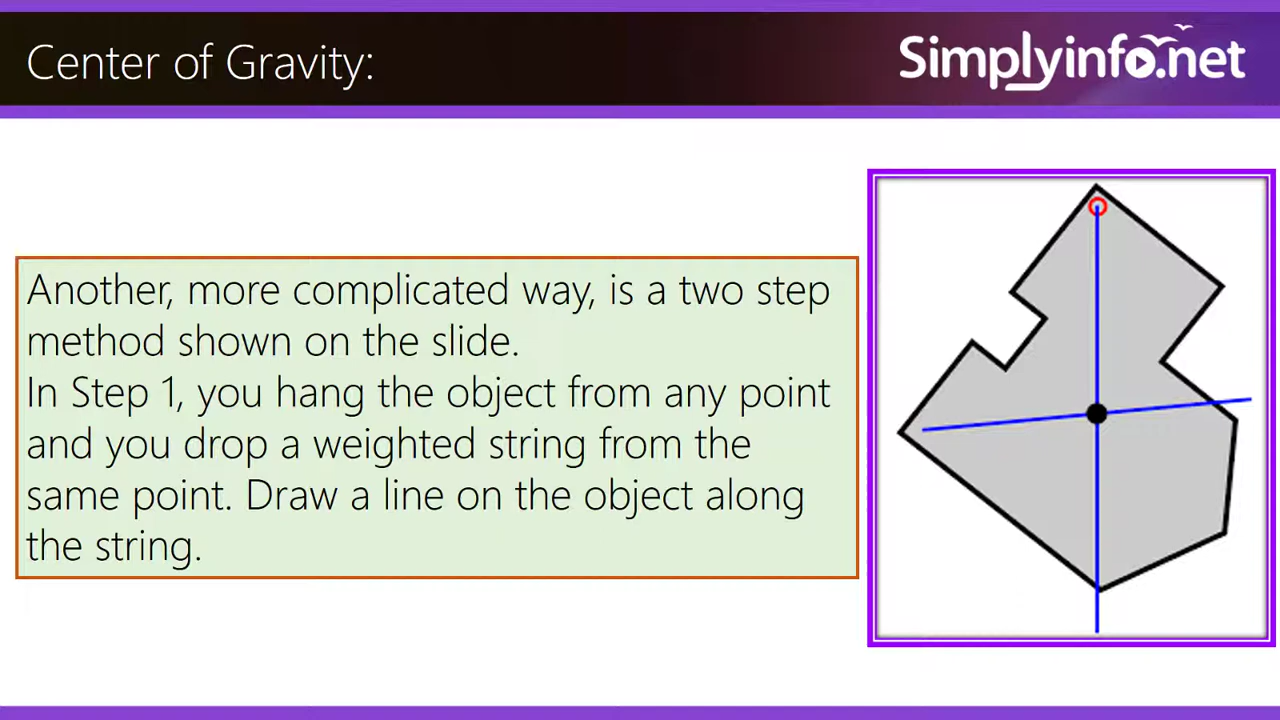 Center of Gravity:
Simplyinfo.net
Another, more complicated way, is a two step
method shown on the slide.
In Step 1, you hang the object from any point
and you drop a weighted string from the
same point. Draw a line on the object along
the string.